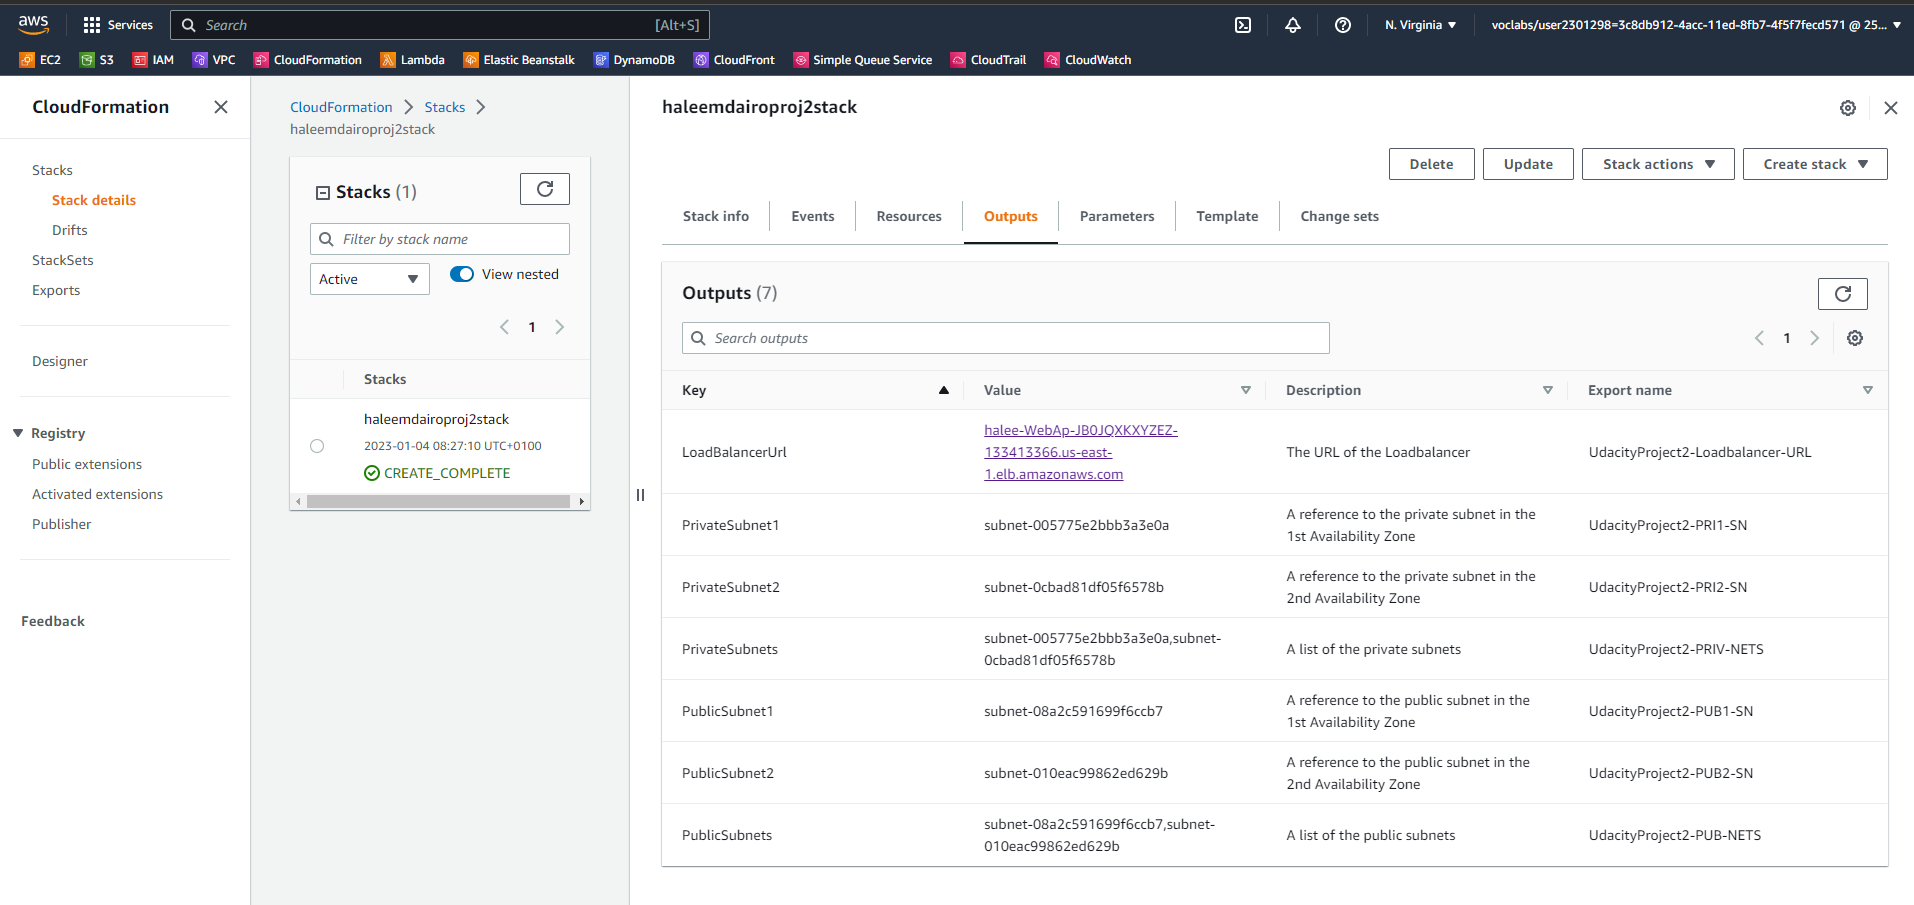 aws
Services
Search
[Alt+S]
N. Virginia
voclabs/user2301298=3c8db912-4acc-11ed-8fb7-4f5f7fecd571 @ 25...
EC2
S3
IAM
VPC
CloudFormation
Lambda
Elastic Beanstalk
DynamoDB
CloudFront
Simple Queue Service
CloudTrail
CloudWatch
CloudFormation
Stacks
Stack details
Drifts
StackSets
Exports
Designer
Registry
Public extensions
Activated extensions
Publisher
Feedback
CloudFormation
Stacks
haleemdairoproj2stack
Stacks (1)
Filter by stack name
Active
View nested
1
Stacks
haleemdairoproj2stack
2023-01-04 08:27:10 UTC+0100
CREATE_COMPLETE
haleemdairoproj2stack
Delete
Update
Stack actions
Create stack
Stack info
Events
Resources
Outputs
Parameters
Template
Change sets
Outputs (7)
Search outputs
1
Key
Value
Description
Export name
LoadBalancerUrl
halee-WebAp-JB0JQXKXYZEZ-
133413366.us-east-
1.elb.amazonaws.com
The URL of the Loadbalancer
UdacityProject2-Loadbalancer-URL
PrivateSubnet1
subnet-005775e2bbb3a3e0a
A reference to the private subnet in the
1st Availability Zone
UdacityProject2-PRI1-SN
PrivateSubnet2
subnet-0cbad81df05f6578b
A reference to the private subnet in the
2nd Availability Zone
UdacityProject2-PRI2-SN
PrivateSubnets
subnet-005775e2bbb3a3e0a,subnet-
0cbad81df05f6578b
A list of the private subnets
UdacityProject2-PRIV-NETS
PublicSubnet1
subnet-08a2c591699f6ccb7
A reference to the public subnet in the
1st Availability Zone
UdacityProject2-PUB1-SN
PublicSubnet2
subnet-010eac99862ed629b
A reference to the public subnet in the
2nd Availability Zone
UdacityProject2-PUB2-SN
PublicSubnets
subnet-08a2c591699f6ccb7,subnet-
010eac99862ed629b
A list of the public subnets
UdacityProject2-PUB-NETS